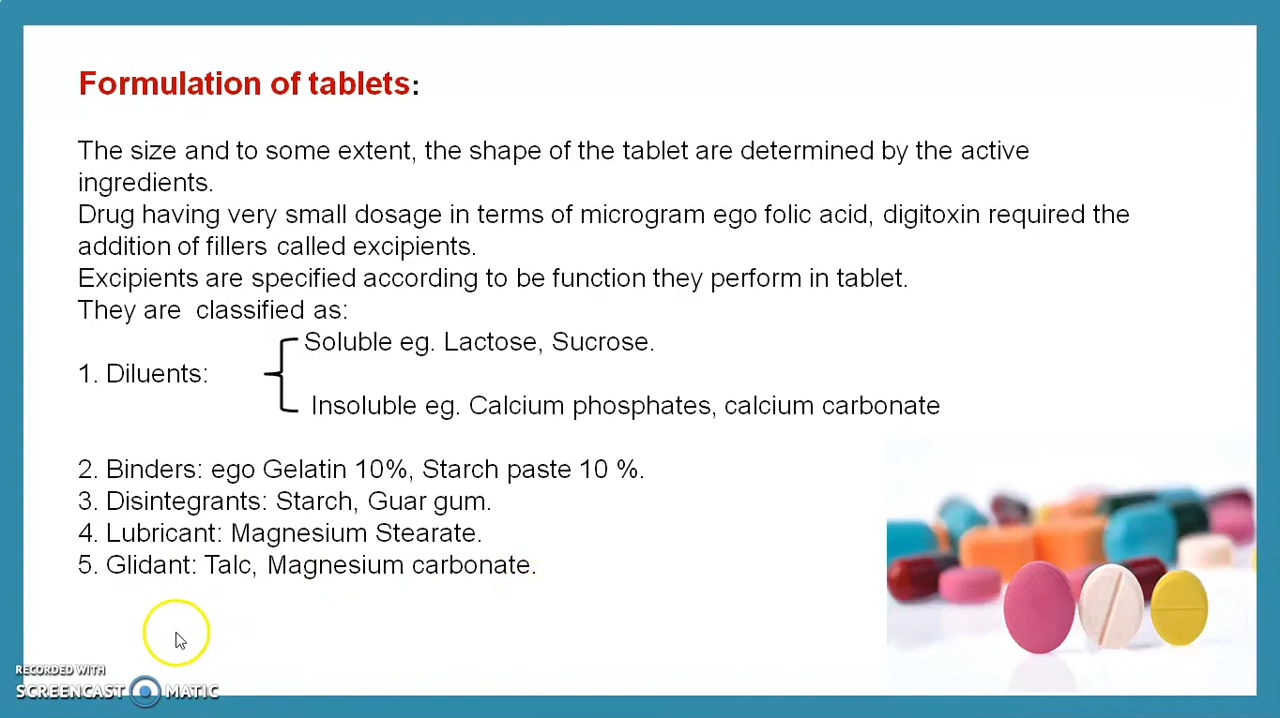 Formulation of tablets:
The size and to some extent, the shape of the tablet are determined by the active
ingredients.
Drug having very small dosage in terms of microgram ego folic acid, digitoxin required the
addition of fillers called excipients.
Excipients are specified according to be function they perform in tablet.
They are classified as:
Soluble eg. Lactose, Sucrose.
1. Diluents:
Insoluble eg. Calcium phosphates, calcium carbonate
2. Binders: ego Gelatin 10%, Starch paste 10 %.
3. Disintegrants: Starch, Guar gum.
4. Lubricant: Magnesium Stearate.
5. Glidant: Talc, Magnesium carbonate.
RECORDED WITH
SCREENCAST MATIC